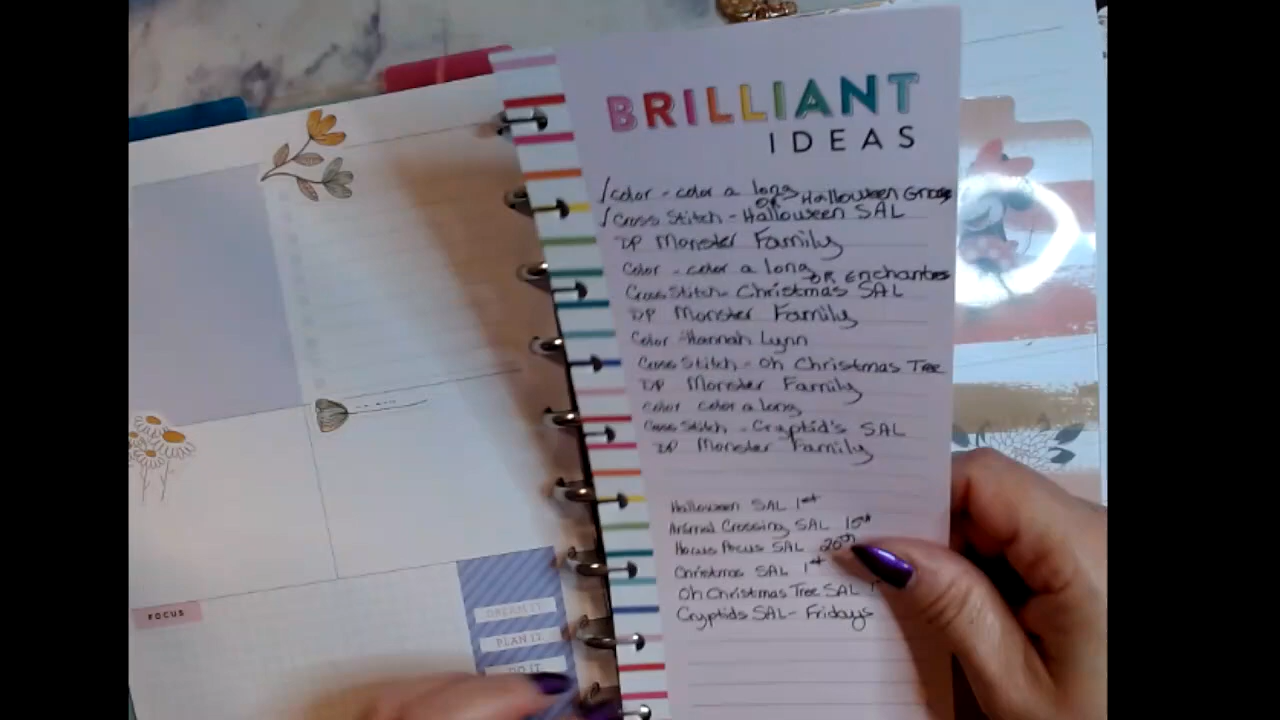 BRILLIANT
IDEAS
/color - color a long OR Halloween
/Cross Stitch - Halloween SAL
DP Monster Family
Color - color a long OR Enchanted
Cross Stitch - Christmas SAL
DP Monster Family
Color - Hannah Lynn
Cross Stitch - Oh Christmas Tree
DP Monster Family
Color color a long
Cross Stitch - Cryptid's SAL
DP Monster Family
Halloween SAL 1st
Animal Crossing SAL 15th
Hocus Pocus SAL 20th
Christmas SAL 1st
Oh Christmas Tree SAL
Cryptids SAL - Fridays
FOCUS
DREAM IT
PLAN IT
DO IT